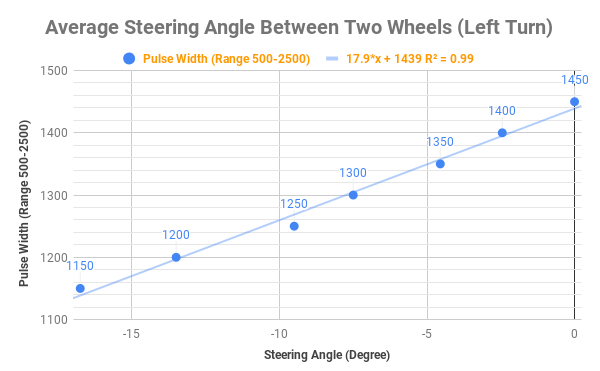 Average Steering Angle Between Two Wheels (Left Turn)
Pulse Width (Range 500-2500) 17.9*x + 1439 R² = 0.99
Pulse Width (Range 500-2500)
1500
1400
1300
1200
1100
1450
1400
1350
1300
1250
1200
1150
-15 -10 -5 0
Steering Angle (Degree)